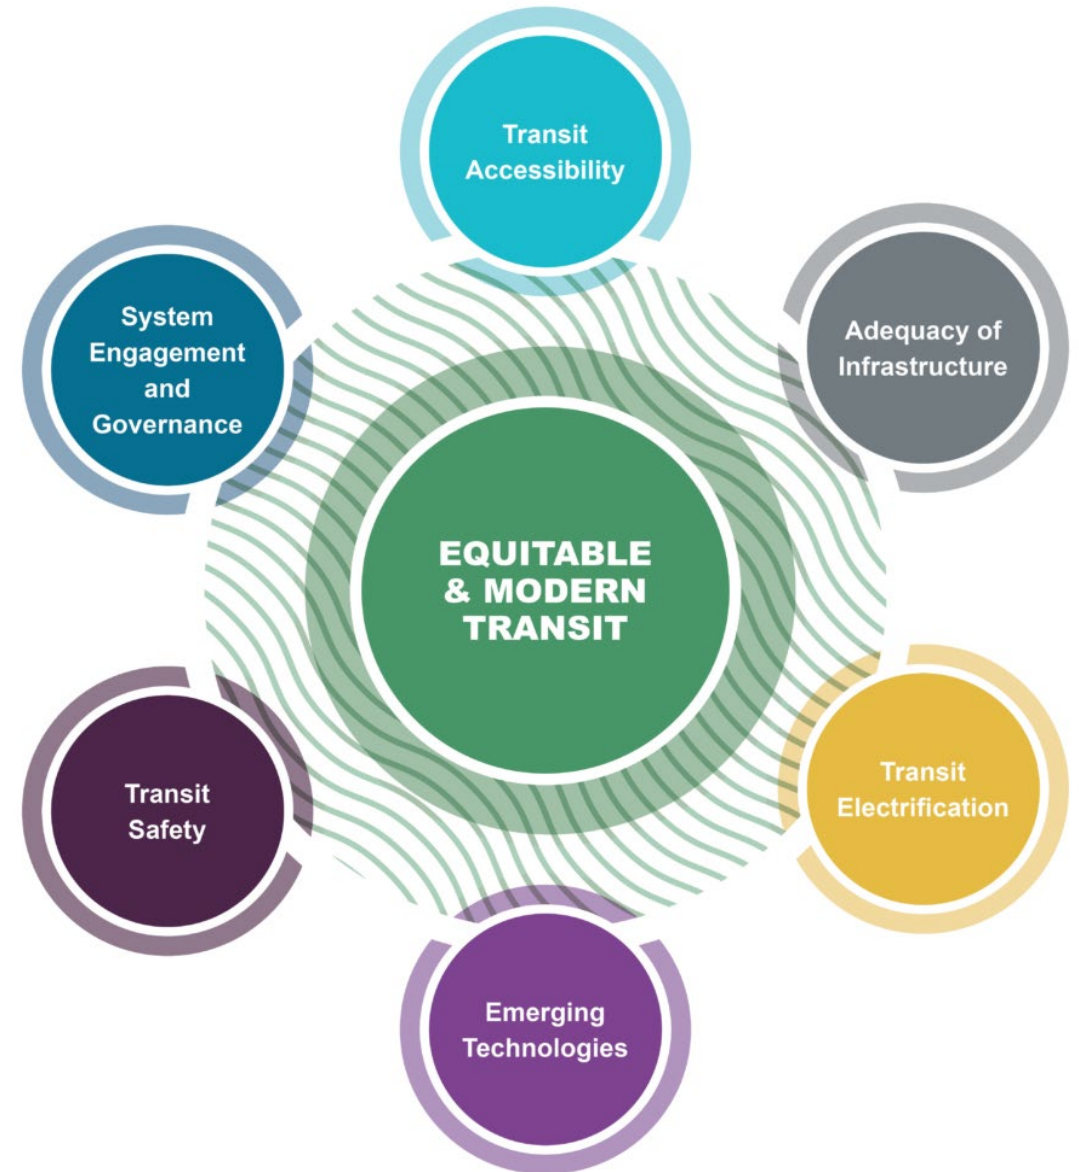 Transit
Accessibility
Adequacy of
Infrastructure
System
Engagement
and
Governance
EQUITABLE
& MODERN
TRANSIT
Transit
Electrification
Transit
Safety
Emerging
Technologies